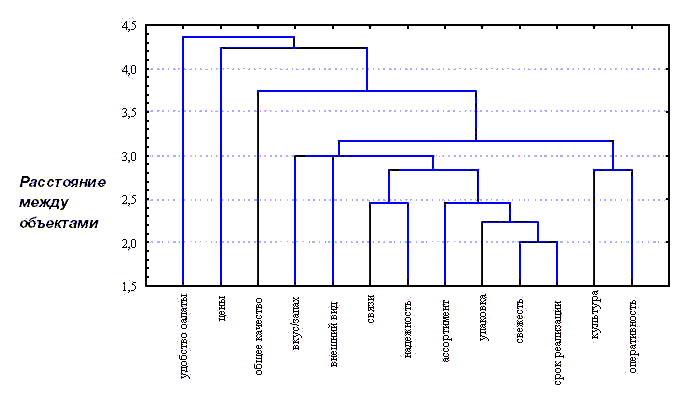 4,5
4,0
3,5
3,0
2,5
2,0
1,5
Расстояние
между
объектами
удобство оплаты
цены
общее качество
вкус/запах
внешний вид
связи
надежность
ассортимент
упаковка
свежесть
срок реализации
культура
оперативность